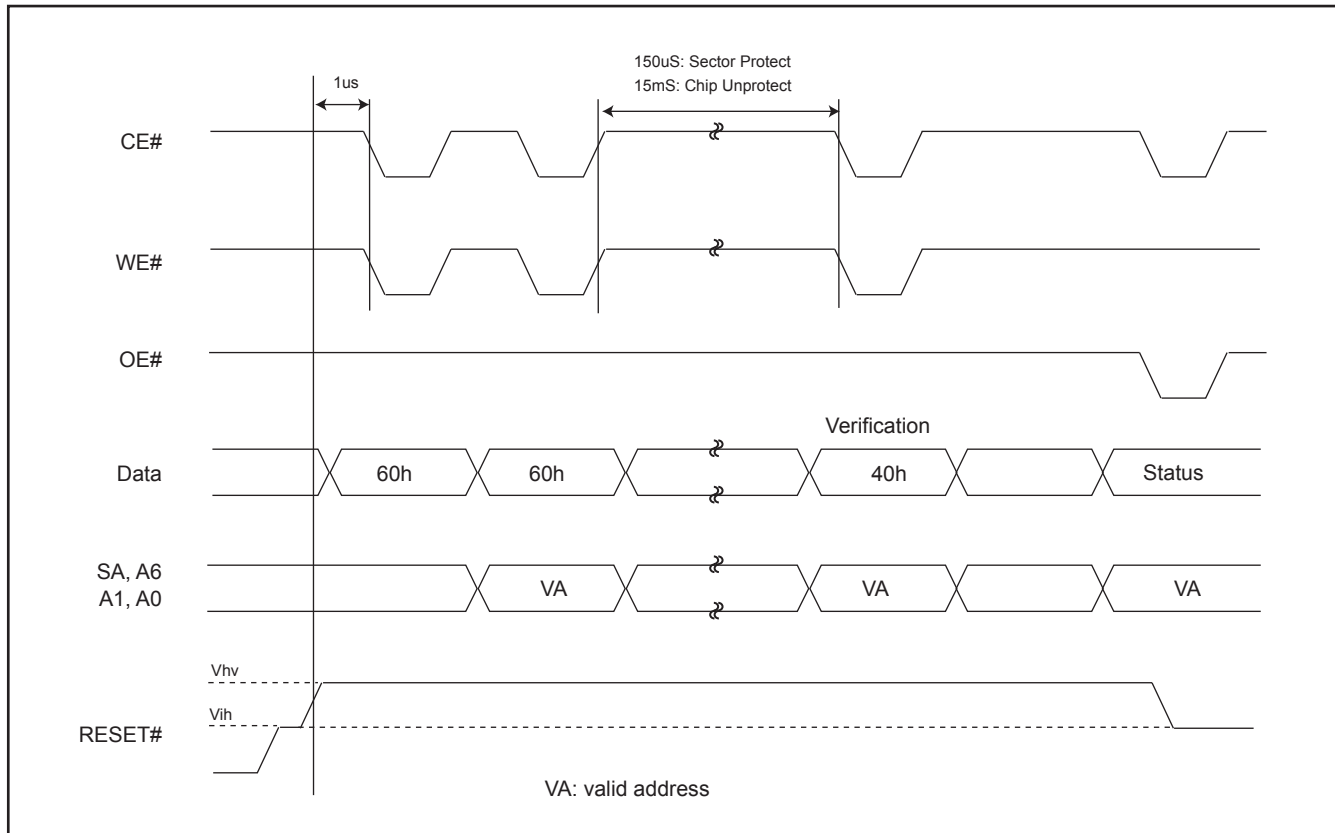 150uS: Sector Protect
1us
15mS: Chip Unprotect
CE#
WE#
OE#
Verification
Data
60h
60h
40h
Status
SA, A6
A1, A0
VA
VA
VA
Vhv
Vih
RESET#
VA: valid address